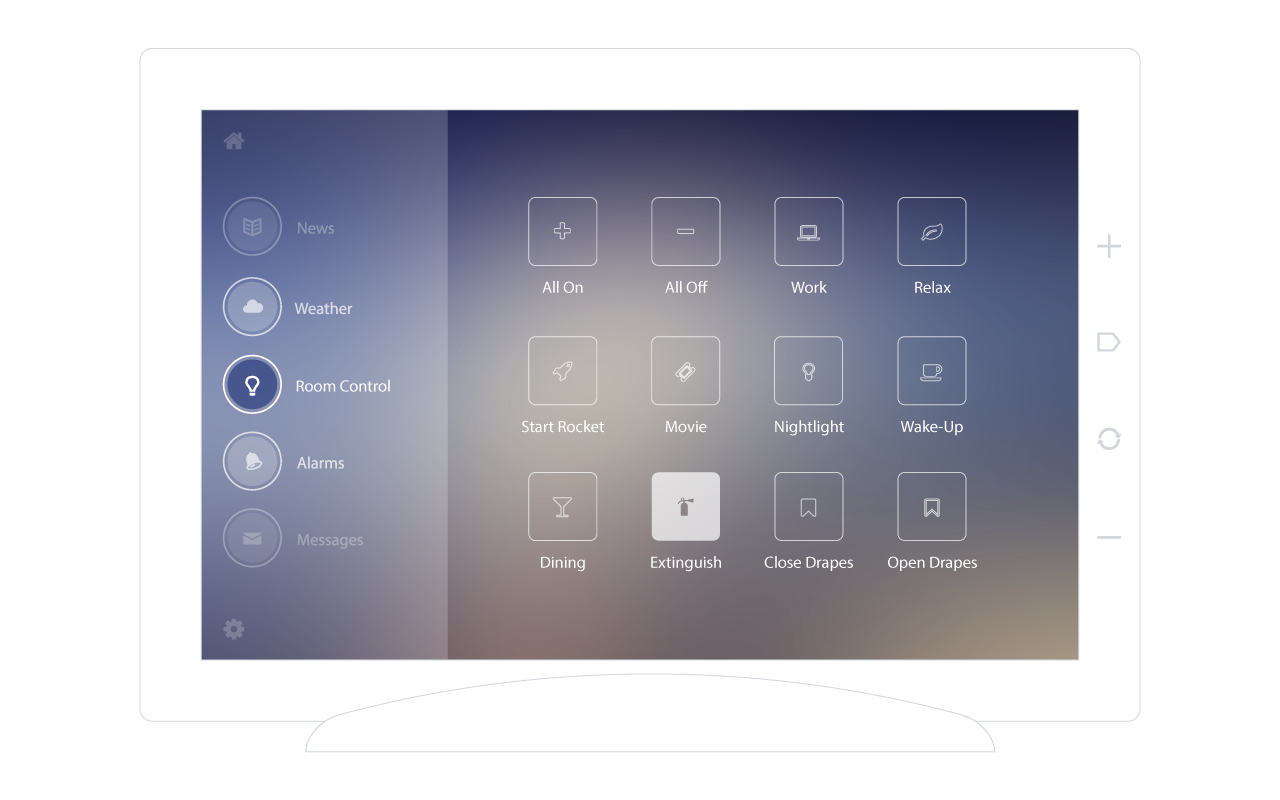 News
Weather
Room Control
Alarms
Messages
All On
All Off
Work
Relax
Start Rocket
Movie
Nightlight
Wake-Up
Dining
Extinguish
Close Drapes
Open Drapes